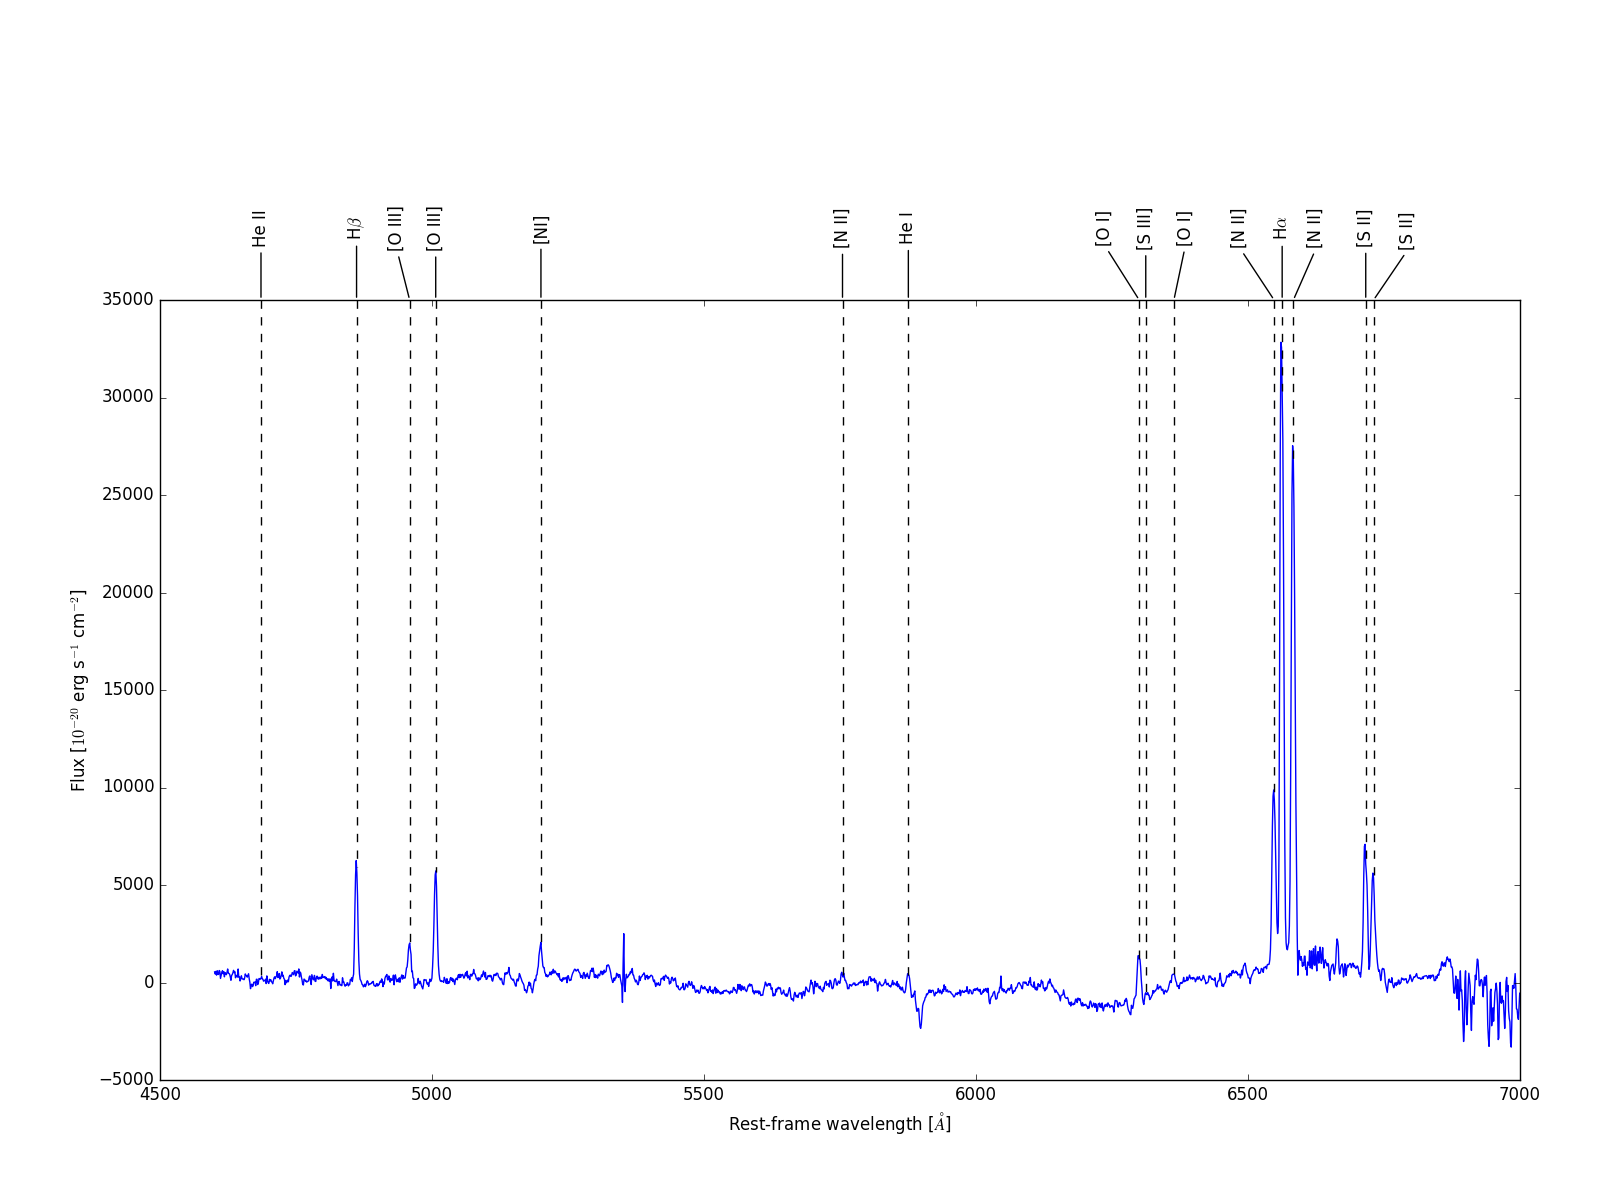 He II
Hβ
[O III]
[O III]
[NI]
[N II]
He I
[O I]
[S III]
[O I]
[N II]
Hα
[N II]
[S II]
[S II]
35000
30000
25000
20000
15000
10000
5000
0
−5000
Flux [10⁻²⁰ erg s⁻¹ cm⁻²]
4500 5000 5500 6000 6500 7000
Rest-frame wavelength [Å]